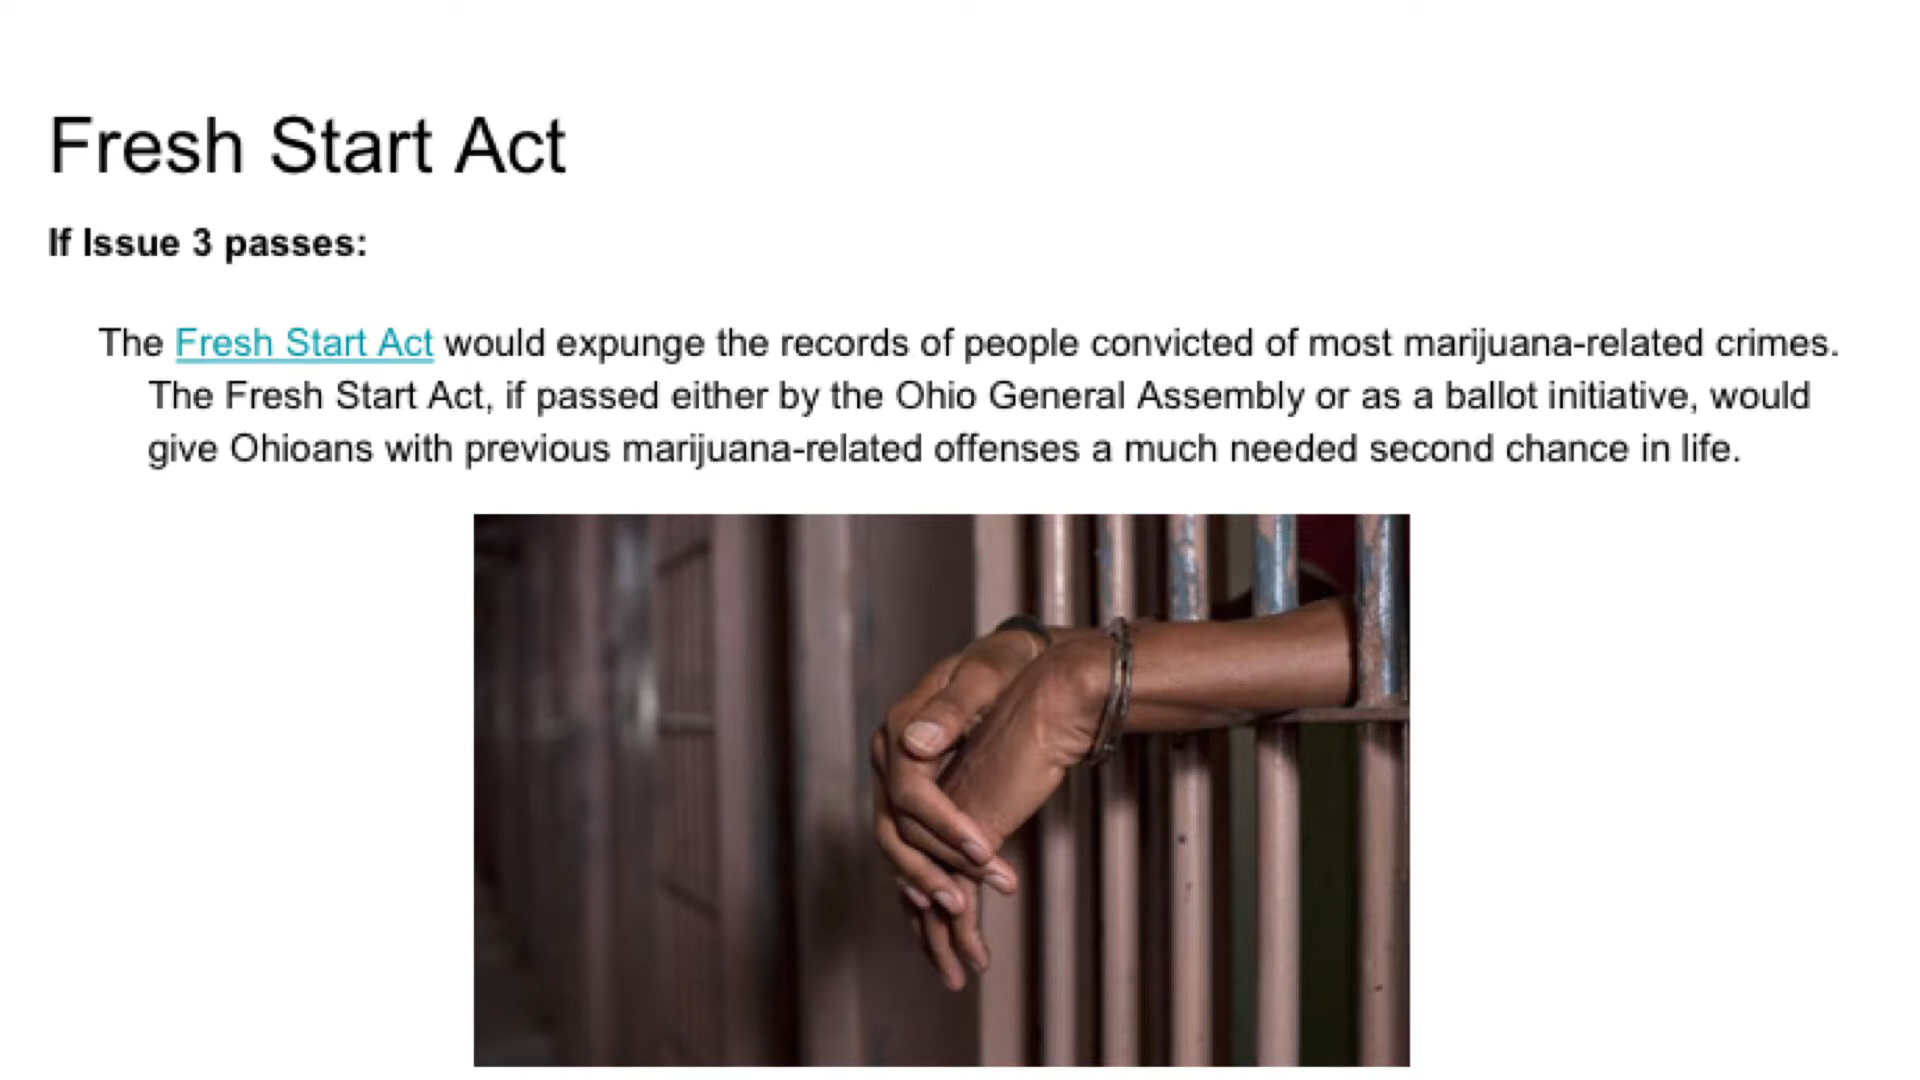 Fresh Start Act
If Issue 3 passes:
The Fresh Start Act would expunge the records of people convicted of most marijuana-related crimes.
The Fresh Start Act, if passed either by the Ohio General Assembly or as a ballot initiative, would
give Ohioans with previous marijuana-related offenses a much needed second chance in life.